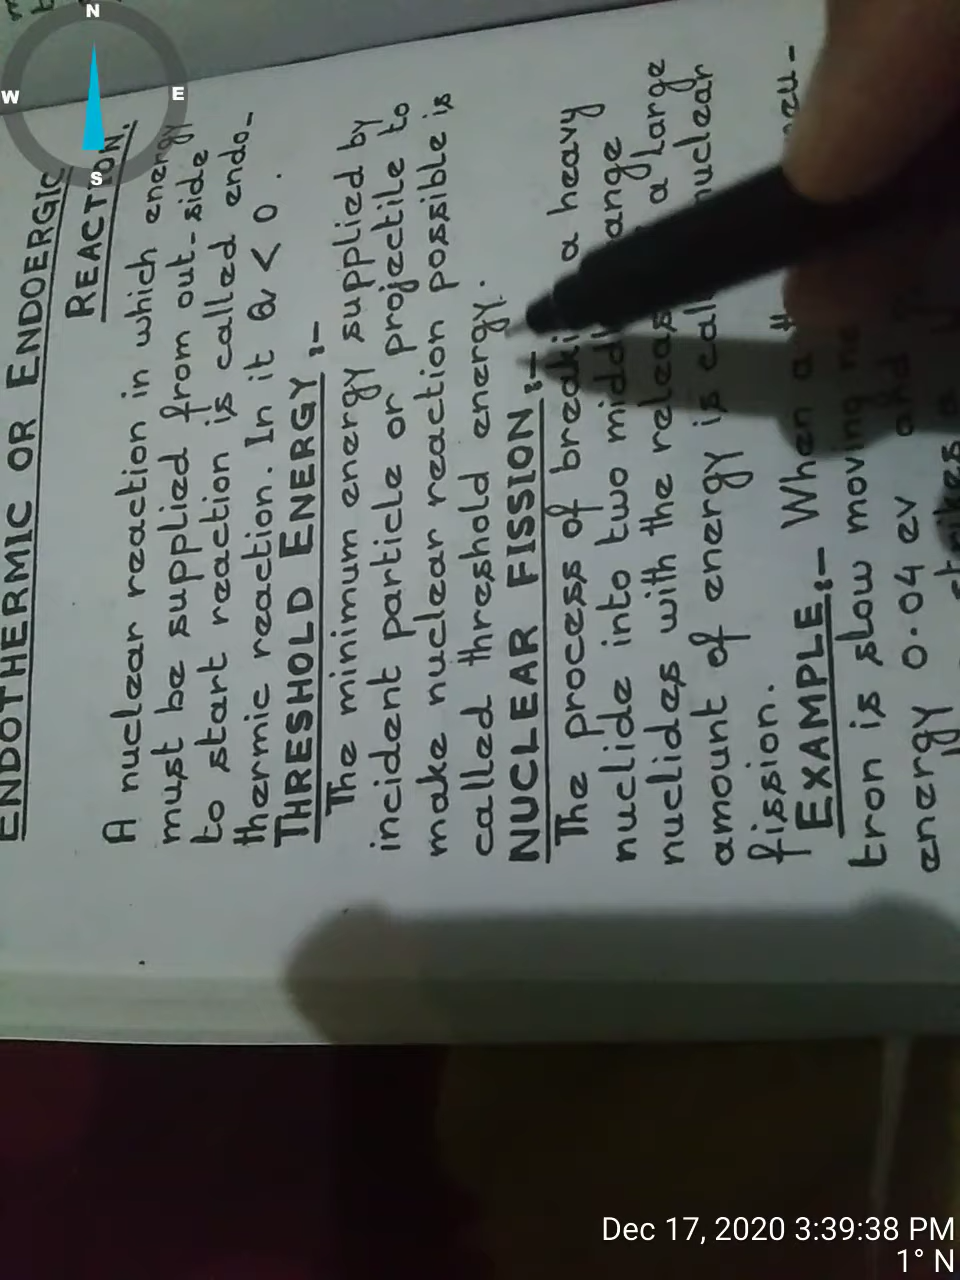 ENDOTHERMIC OR ENDOERGIC
REACTION.
A nuclear reaction in which energy
must be supplied from out-side
to start reaction is called endo-
thermic reaction. In it Q < 0.
THRESHOLD ENERGY :-
The minimum energy supplied by
incident particle or projectile to
make nuclear reaction possible is
called threshold energy.
NUCLEAR FISSION :-
The process of a heavy
nuclide into two
nuclides with the a large
amount of energy is nuclear
fission.
EXAMPLE :- When a neu-
tron is slow moving
energy 0.04 ev and
N
W E
S
Dec 17, 2020 3:39:38 PM
1° N